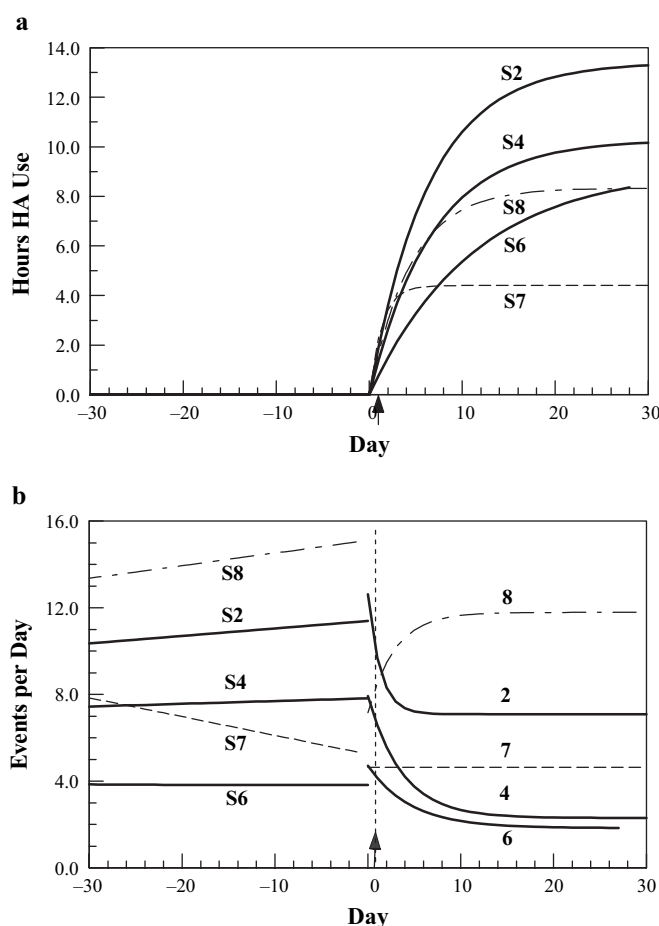 a
14.0
12.0
10.0
8.0
6.0
4.0
2.0
0.0
Hours HA Use
S2
S4
S8
S6
S7
–30 –20 –10 0 10 20 30
Day
b
16.0
12.0
8.0
4.0
0.0
Events per Day
S8
S2
S4
S7
S6
8
2
7
4
6
–30 –20 –10 0 10 20 30
Day